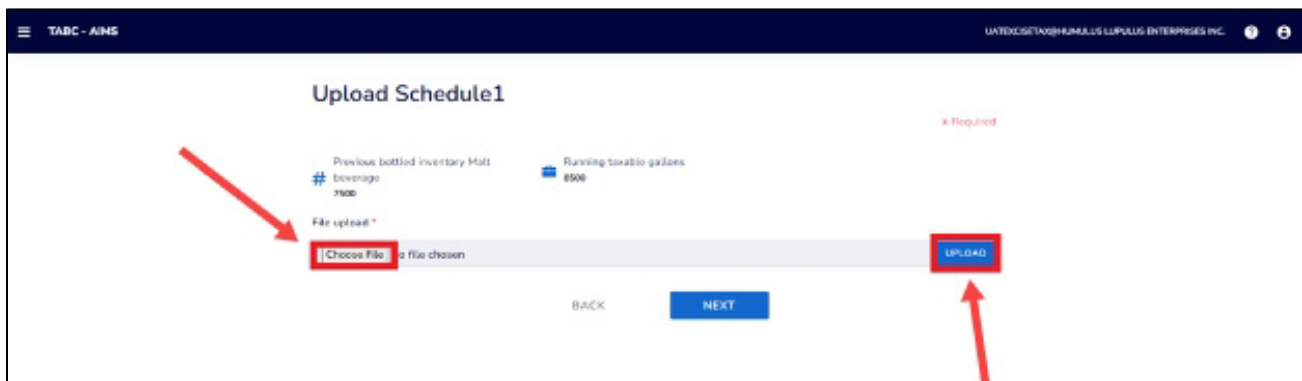 TABC - AIMS
UATEXCISETAX@HUMULUS LUPULUS ENTERPRISES INC.
Upload Schedule1
× Required
Previous bottled inventory Malt
beverage
7500
Running taxable gallons
8500
File upload *
Choose File
o file chosen
UPLOAD
BACK
NEXT